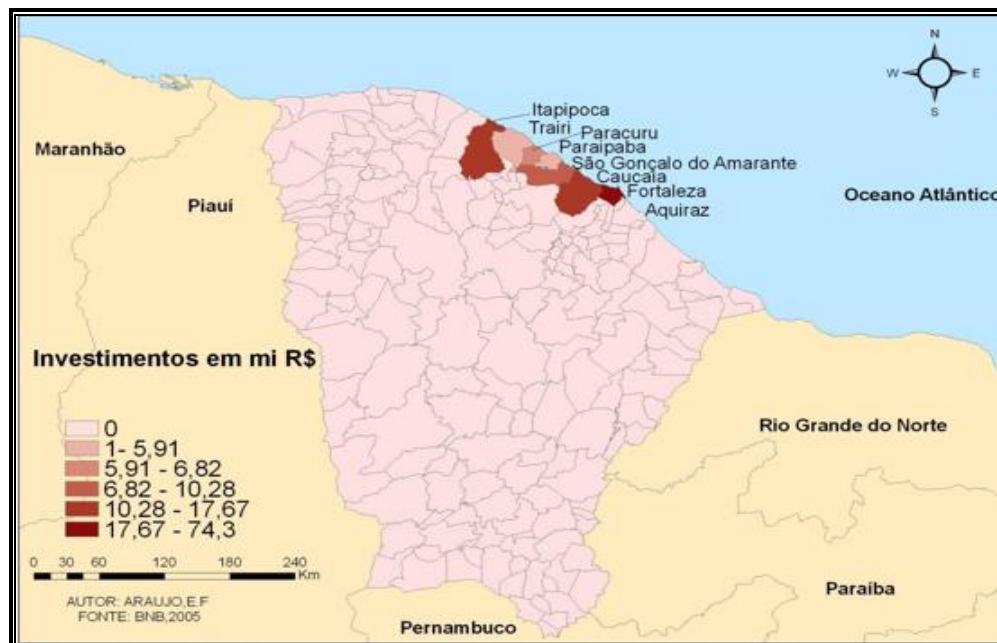 N
W E
S
Itapipoca
Trairi
Paracuru
Paraipaba
São Gonçalo do Amarante
Caucaia
Fortaleza
Aquiraz
Maranhão
Piauí
Oceano Atlântico
Investimentos em mi R$
0
1- 5,91
5,91 - 6,82
6,82 - 10,28
10,28 - 17,67
17,67 - 74,3
Rio Grande do Norte
0 30 60 120 180 240
Km
AUTOR: ARAUJO,E.F
FONTE: BNB,2005
Paraíba
Pernambuco